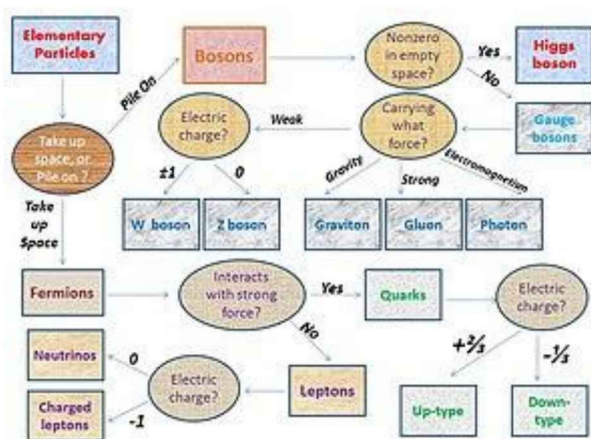 Elementary
Particles
Pile On
Bosons
Nonzero
in empty
space?
Yes
Higgs
boson
No
Electric
charge?
Weak
Carrying
what
force?
Gauge
bosons
Take up
space, or
Pile on ?
±1
0
Gravity
Strong
Electromagnetism
Take
up
Space
W boson
Z boson
Graviton
Gluon
Photon
Fermions
Interacts
with strong
force?
Yes
Quarks
Electric
charge?
No
+⅔
-⅓
Neutrinos
0
Electric
charge?
Leptons
Charged
leptons
-1
Up-type
Down-
type